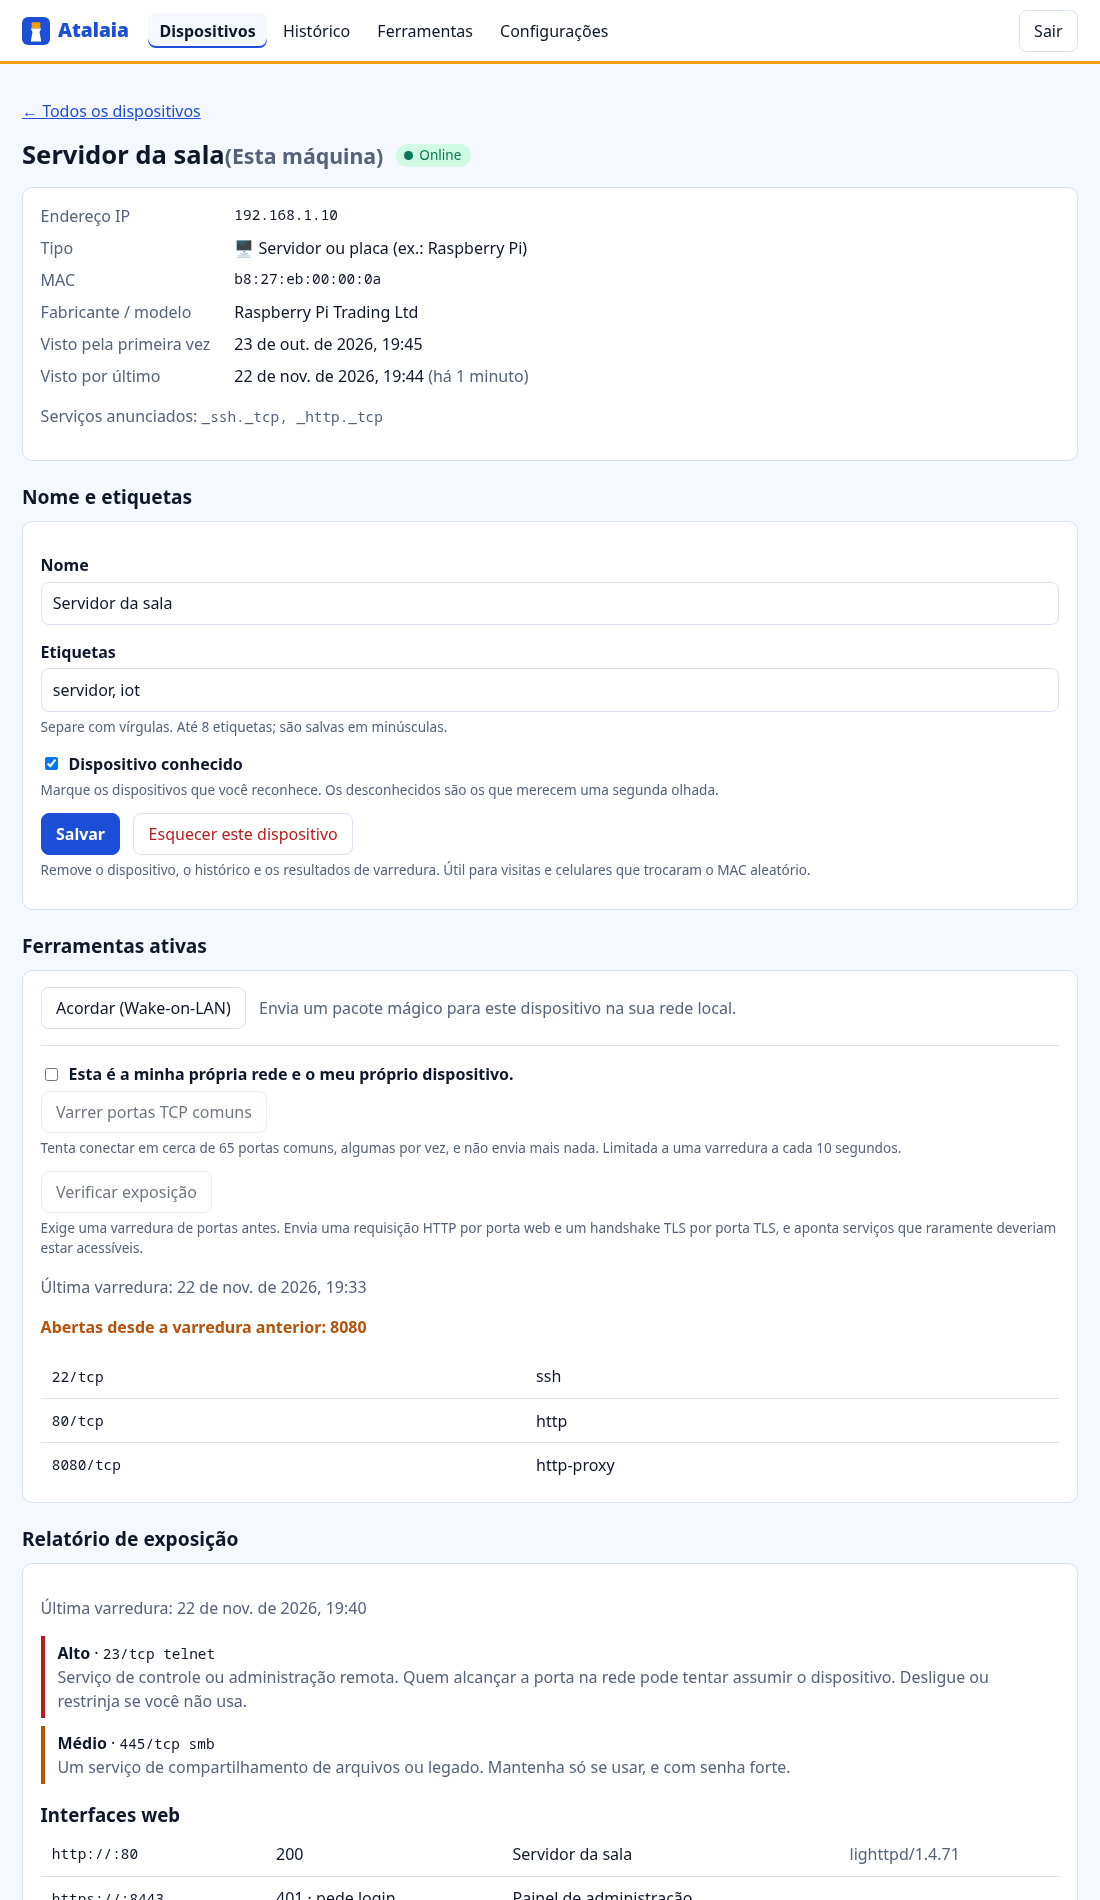 Atalaia Dispositivos Histórico Ferramentas Configurações Sair
← Todos os dispositivos
Servidor da sala(Esta máquina) Online
Endereço IP 192.168.1.10
Tipo 🖥️ Servidor ou placa (ex.: Raspberry Pi)
MAC b8:27:eb:00:00:0a
Fabricante / modelo Raspberry Pi Trading Ltd
Visto pela primeira vez 23 de out. de 2026, 19:45
Visto por último 22 de nov. de 2026, 19:44 (há 1 minuto)
Serviços anunciados: _ssh._tcp, _http._tcp
Nome e etiquetas
Nome
Servidor da sala
Etiquetas
servidor, iot
Separe com vírgulas. Até 8 etiquetas; são salvas em minúsculas.
Dispositivo conhecido
Marque os dispositivos que você reconhece. Os desconhecidos são os que merecem uma segunda olhada.
Salvar Esquecer este dispositivo
Remove o dispositivo, o histórico e os resultados de varredura. Útil para visitas e celulares que trocaram o MAC aleatório.
Ferramentas ativas
Acordar (Wake-on-LAN) Envia um pacote mágico para este dispositivo na sua rede local.
Esta é a minha própria rede e o meu próprio dispositivo.
Varrer portas TCP comuns
Tenta conectar em cerca de 65 portas comuns, algumas por vez, e não envia mais nada. Limitada a uma varredura a cada 10 segundos.
Verificar exposição
Exige uma varredura de portas antes. Envia uma requisição HTTP por porta web e um handshake TLS por porta TLS, e aponta serviços que raramente deveriam
estar acessíveis.
Última varredura: 22 de nov. de 2026, 19:33
Abertas desde a varredura anterior: 8080
22/tcp ssh
80/tcp http
8080/tcp http-proxy
Relatório de exposição
Última varredura: 22 de nov. de 2026, 19:40
Alto · 23/tcp telnet
Serviço de controle ou administração remota. Quem alcançar a porta na rede pode tentar assumir o dispositivo. Desligue ou
restrinja se você não usa.
Médio · 445/tcp smb
Um serviço de compartilhamento de arquivos ou legado. Mantenha só se usar, e com senha forte.
Interfaces web
http://:80 200 Servidor da sala lighttpd/1.4.71
https://:8443 401 · pede login Painel de administração